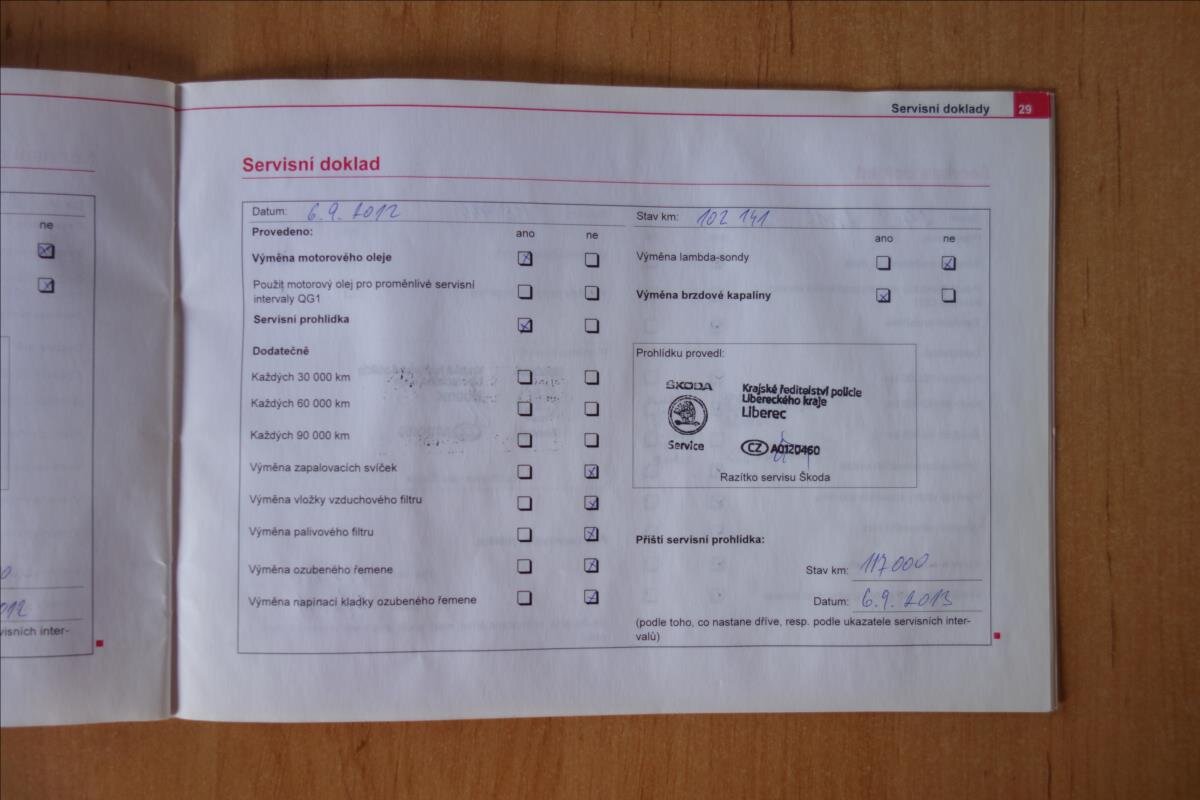 Servisní doklady 29
Servisní doklad
ne
012
visních inter-
Datum: 6.9. 2012
Provedeno:
ano ne
Výměna motorového oleje
Použit motorový olej pro proměnlivé servisní
intervaly QG1
Servisní prohlídka
Dodatečně
Každých 30 000 km
Každých 60 000 km
Každých 90 000 km
Výměna zapalovacích svíček
Výměna vložky vzduchového filtru
Výměna palivového filtru
Výměna ozubeného řemene
Výměna napínací kladky ozubeného řemene
Stav km: 102 141
ano ne
Výměna lambda-sondy
Výměna brzdové kapaliny
Prohlídku provedl:
ŠKODA
Service
Krajské ředitelství policie
Libereckého kraje
Liberec
CZ A0120460
Razítko servisu Škoda
Příští servisní prohlídka:
Stav km: 117 000
Datum: 6.9. 2013
(podle toho, co nastane dříve, resp. podle ukazatele servisních inter-
valů)